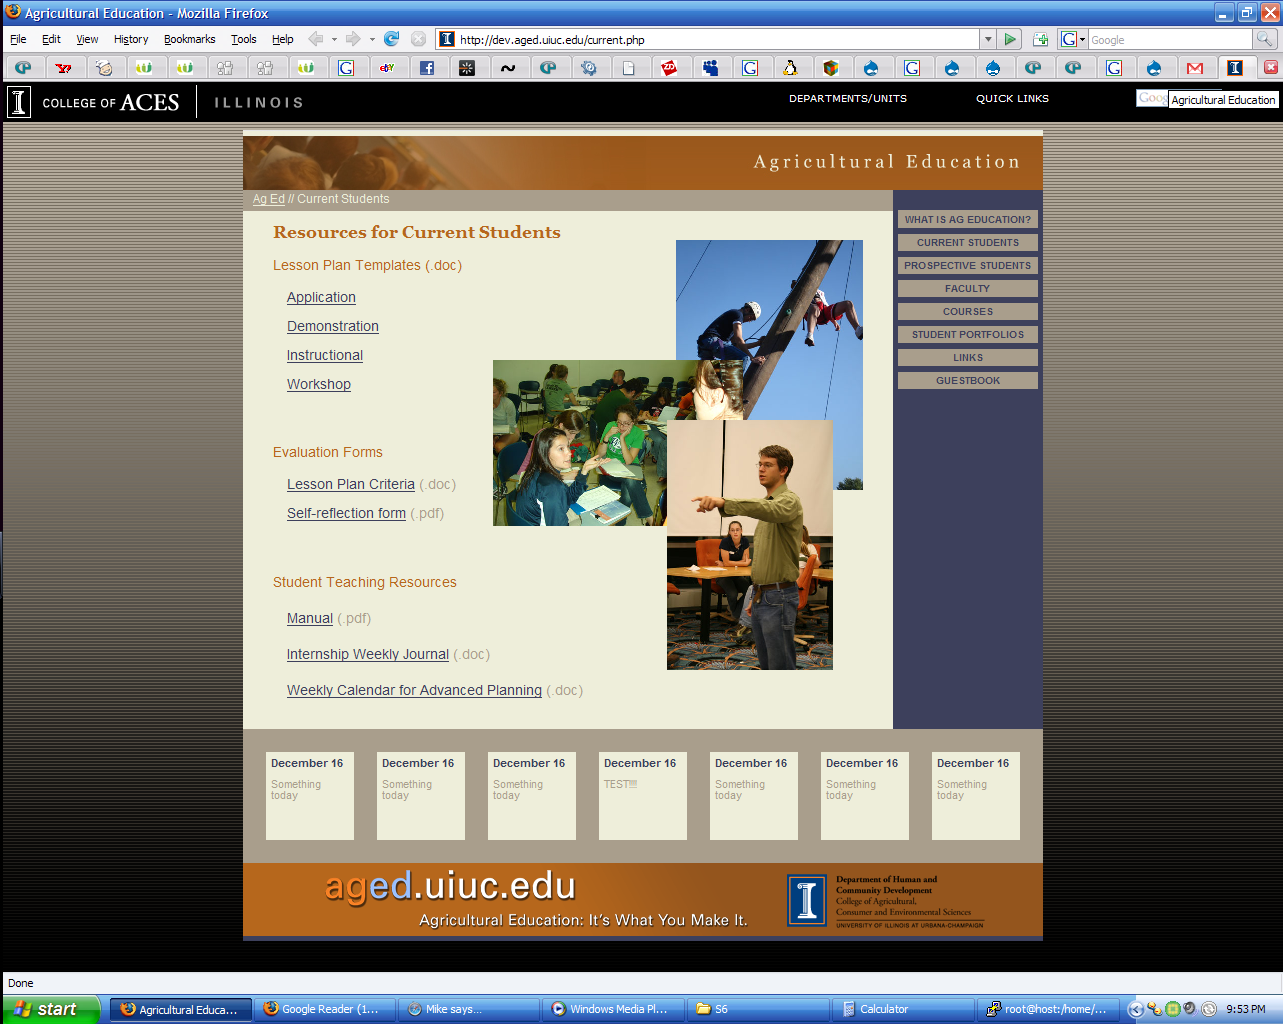 Agricultural Education - Mozilla Firefox
File Edit View History Bookmarks Tools Help
http://dev.aged.uiuc.edu/current.php
Google
COLLEGE OF ACES ILLINOIS
DEPARTMENTS/UNITS
QUICK LINKS
Goog
Agricultural Education
Agricultural Education
Ag Ed // Current Students
Resources for Current Students
Lesson Plan Templates (.doc)
Application
Demonstration
Instructional
Workshop
Evaluation Forms
Lesson Plan Criteria (.doc)
Self-reflection form (.pdf)
Student Teaching Resources
Manual (.pdf)
Internship Weekly Journal (.doc)
Weekly Calendar for Advanced Planning (.doc)
WHAT IS AG EDUCATION?
CURRENT STUDENTS
PROSPECTIVE STUDENTS
FACULTY
COURSES
STUDENT PORTFOLIOS
LINKS
GUESTBOOK
December 16
Something
today
December 16
Something
today
December 16
Something
today
December 16
TEST
December 16
Something
today
December 16
Something
today
December 16
Something
today
aged.uiuc.edu
Agricultural Education: It's What You Make It.
Department of Human and
Community Development
College of Agricultural,
Consumer and Environmental Sciences
UNIVERSITY OF ILLINOIS AT URBANA-CHAMPAIGN
Done
start
Agricultural Educa...
Google Reader (1...
Mike says...
Windows Media Pl...
S6
Calculator
root@host:/home/...
9:53 PM